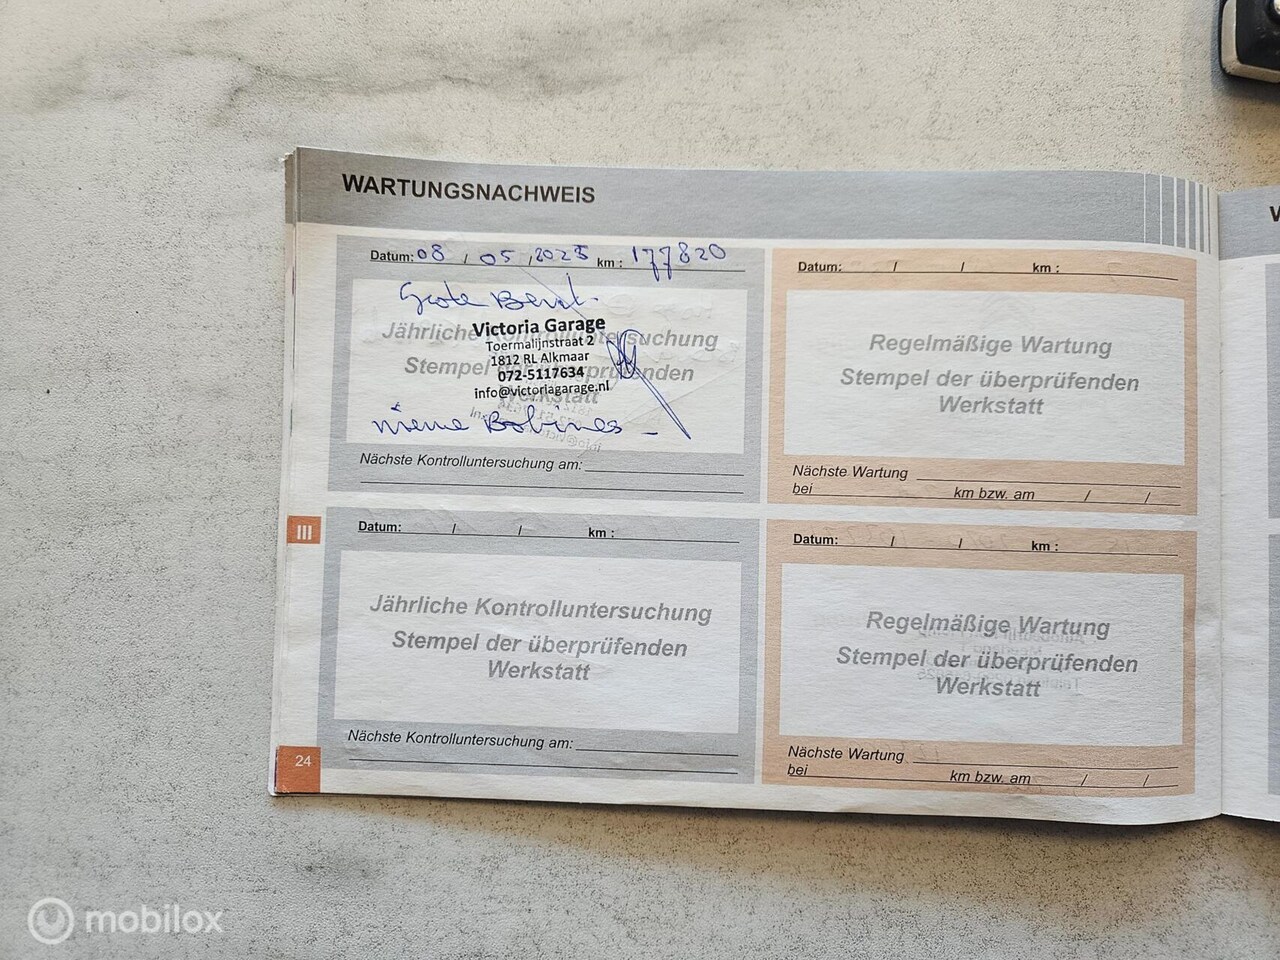 WARTUNGSNACHWEIS
Datum: 08 / 05 / 2025 km : 177820
Grote Beurt.
Jährliche Kontrolluntersuchung
Stempel der überprüfenden
Werkstatt
Victoria Garage
Toermalijnstraat 2
1812 RL Alkmaar
072-5117634
info@victoriagarage.nl
nieuwe Bobines -
Nächste Kontrolluntersuchung am:
Datum: / / km :
Regelmäßige Wartung
Stempel der überprüfenden
Werkstatt
Nächste Wartung
bei km bzw. am / /
III
Datum: / / km :
Jährliche Kontrolluntersuchung
Stempel der überprüfenden
Werkstatt
Nächste Kontrolluntersuchung am:
Datum: / / km :
Regelmäßige Wartung
Stempel der überprüfenden
Werkstatt
Nächste Wartung
bei km bzw. am / /
24
mobilox